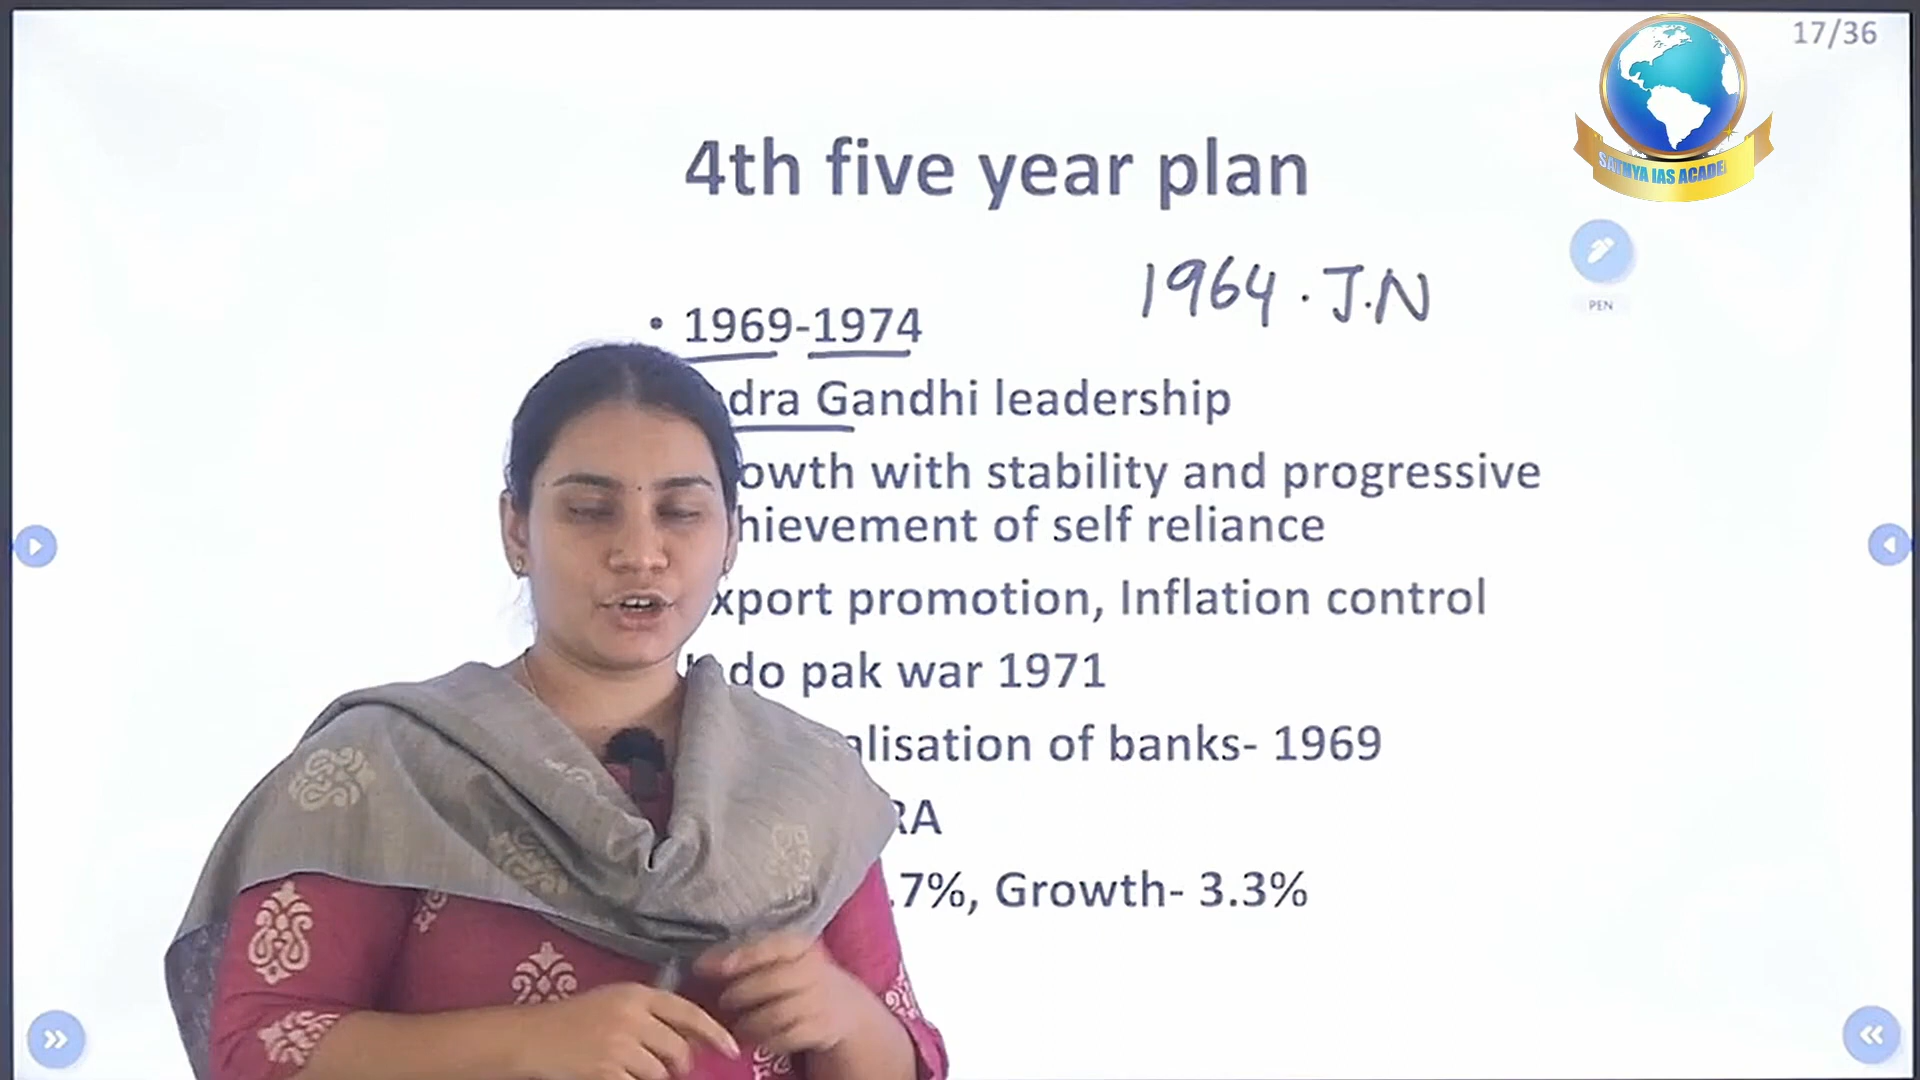 17/36
4th five year plan
1964 . J.N
PEN
• 1969-1974
dra Gandhi leadership
owth with stability and progressive
hievement of self reliance
xport promotion, Inflation control
do pak war 1971
alisation of banks- 1969
RA
.7%, Growth- 3.3%
IAS